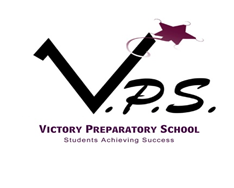 V.P.S.
VICTORY PREPARATORY SCHOOL
Students Achieving Success